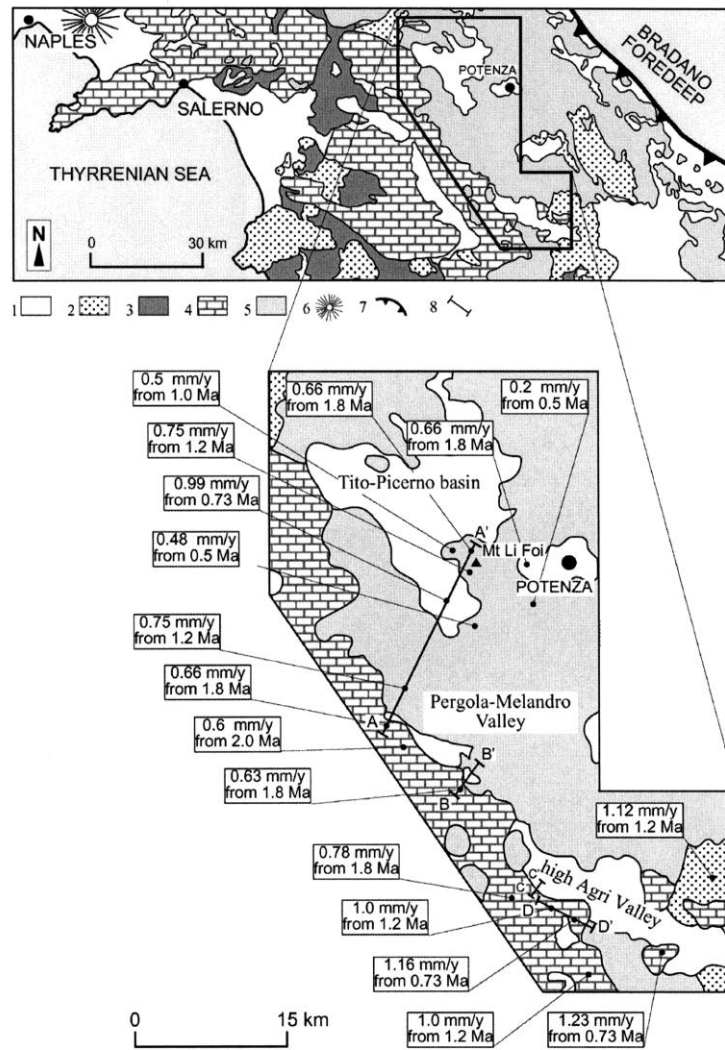 NAPLES
SALERNO
THYRRENIAN SEA
N
0 30 km
POTENZA
BRADANO
FOREDEEP
1 2 3 4 5 6 7 8
0.5 mm/y
from 1.0 Ma
0.66 mm/y
from 1.8 Ma
0.2 mm/y
from 0.5 Ma
0.75 mm/y
from 1.2 Ma
0.66 mm/y
from 1.8 Ma
0.99 mm/y
from 0.73 Ma
Tito-Picerno basin
0.48 mm/y
from 0.5 Ma
A'
Mt Li Foi
POTENZA
0.75 mm/y
from 1.2 Ma
0.66 mm/y
from 1.8 Ma
Pergola-Melandro
Valley
A
0.6 mm/y
from 2.0 Ma
B'
0.63 mm/y
from 1.8 Ma
B
1.12 mm/y
from 1.2 Ma
0.78 mm/y
from 1.8 Ma
high Agri Valley
C'
C
D
D'
1.0 mm/y
from 1.2 Ma
1.16 mm/y
from 0.73 Ma
0 15 km
1.0 mm/y
from 1.2 Ma
1.23 mm/y
from 0.73 Ma